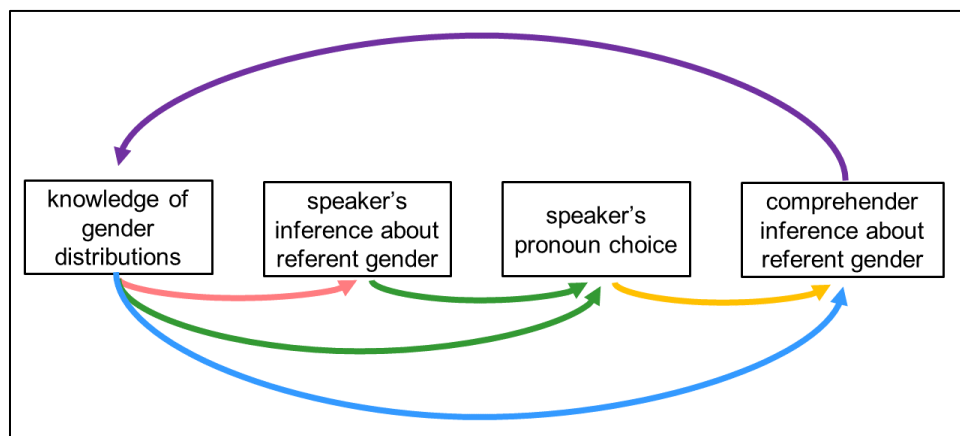 knowledge of
gender
distributions
speaker's
inference about
referent gender
speaker's
pronoun choice
comprehender
inference about
referent gender